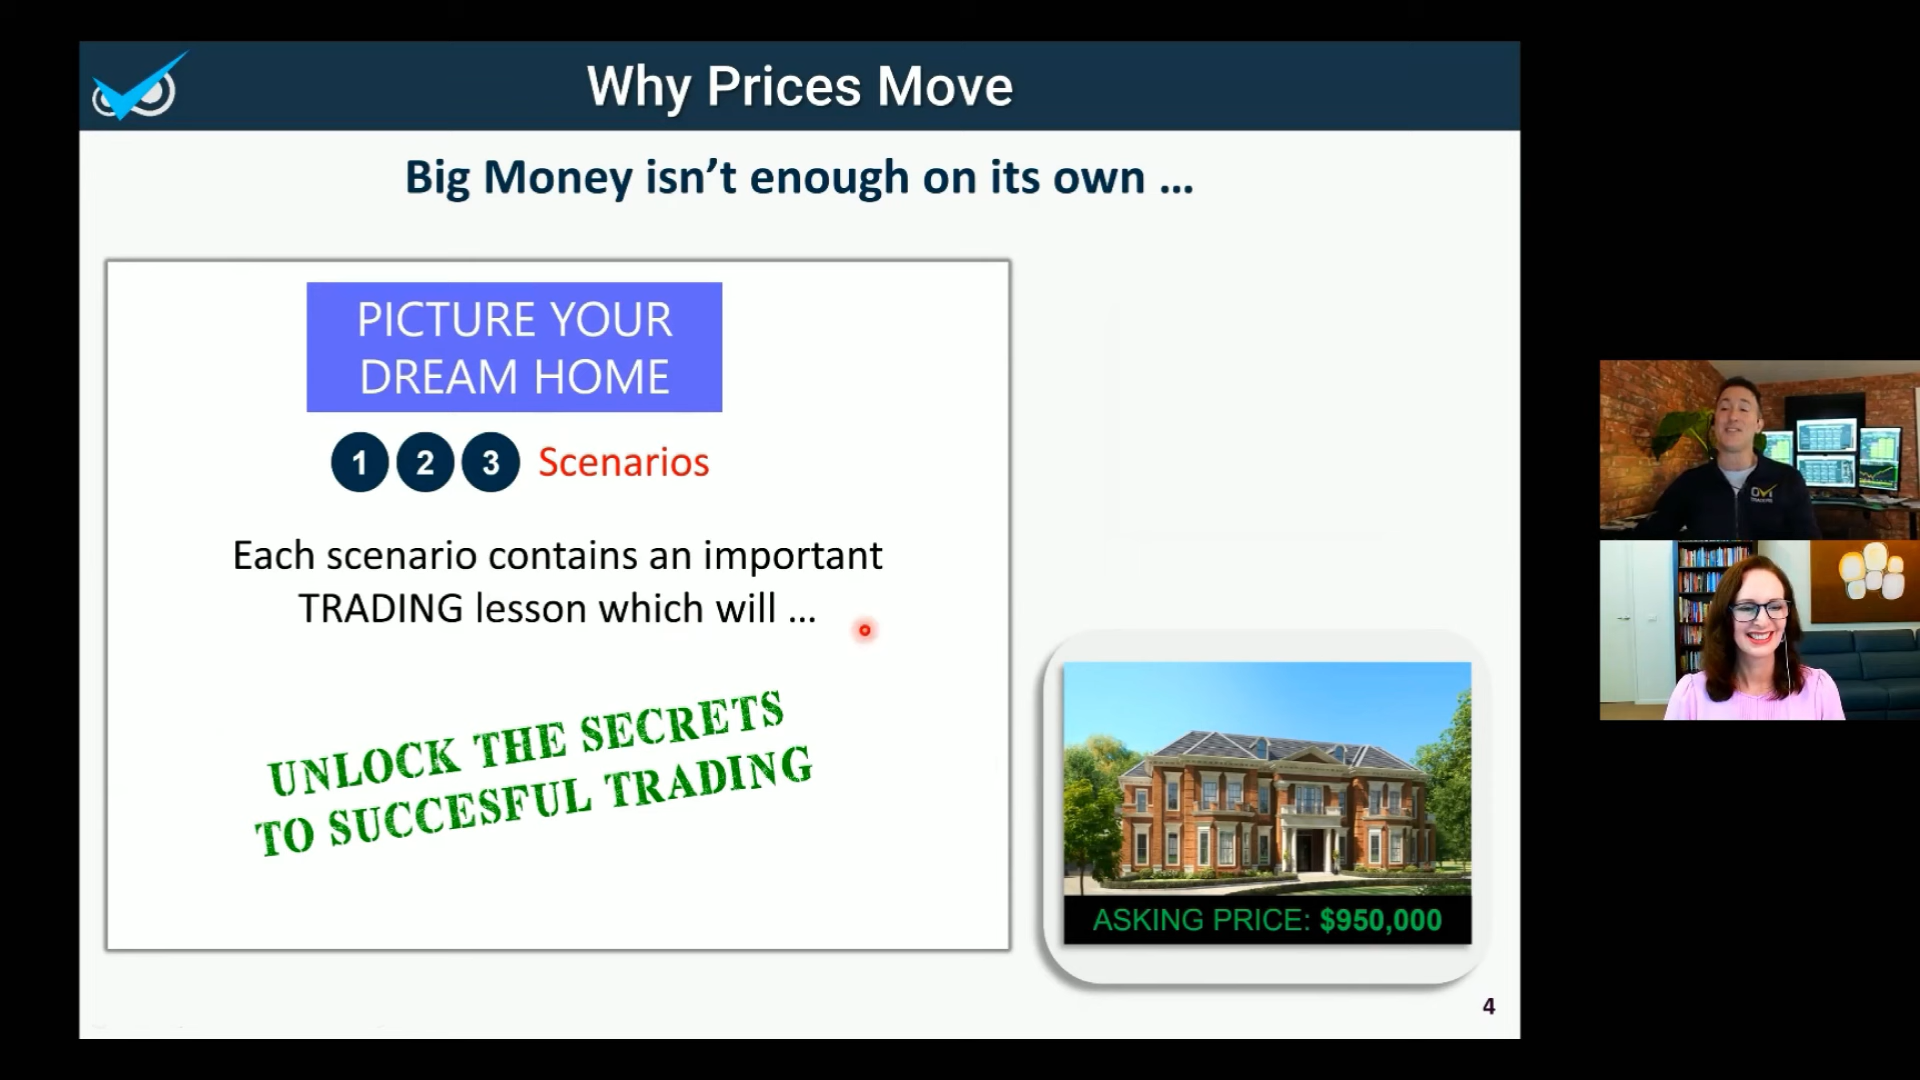 Why Prices Move
Big Money isn’t enough on its own ...
PICTURE YOUR
DREAM HOME
1 2 3 Scenarios
Each scenario contains an important
TRADING lesson which will ...
UNLOCK THE SECRETS
TO SUCCESFUL TRADING
ASKING PRICE: $950,000
4
OVI
TRADERS